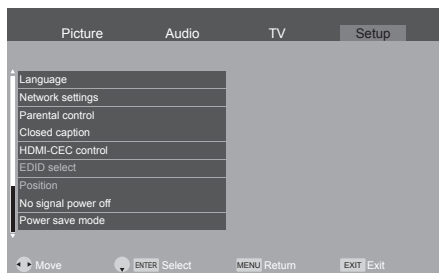 Picture Audio TV Setup
Language
Network settings
Parental control
Closed caption
HDMI-CEC control
EDID select
Position
No signal power off
Power save mode
Move ENTER Select MENU Return EXIT Exit